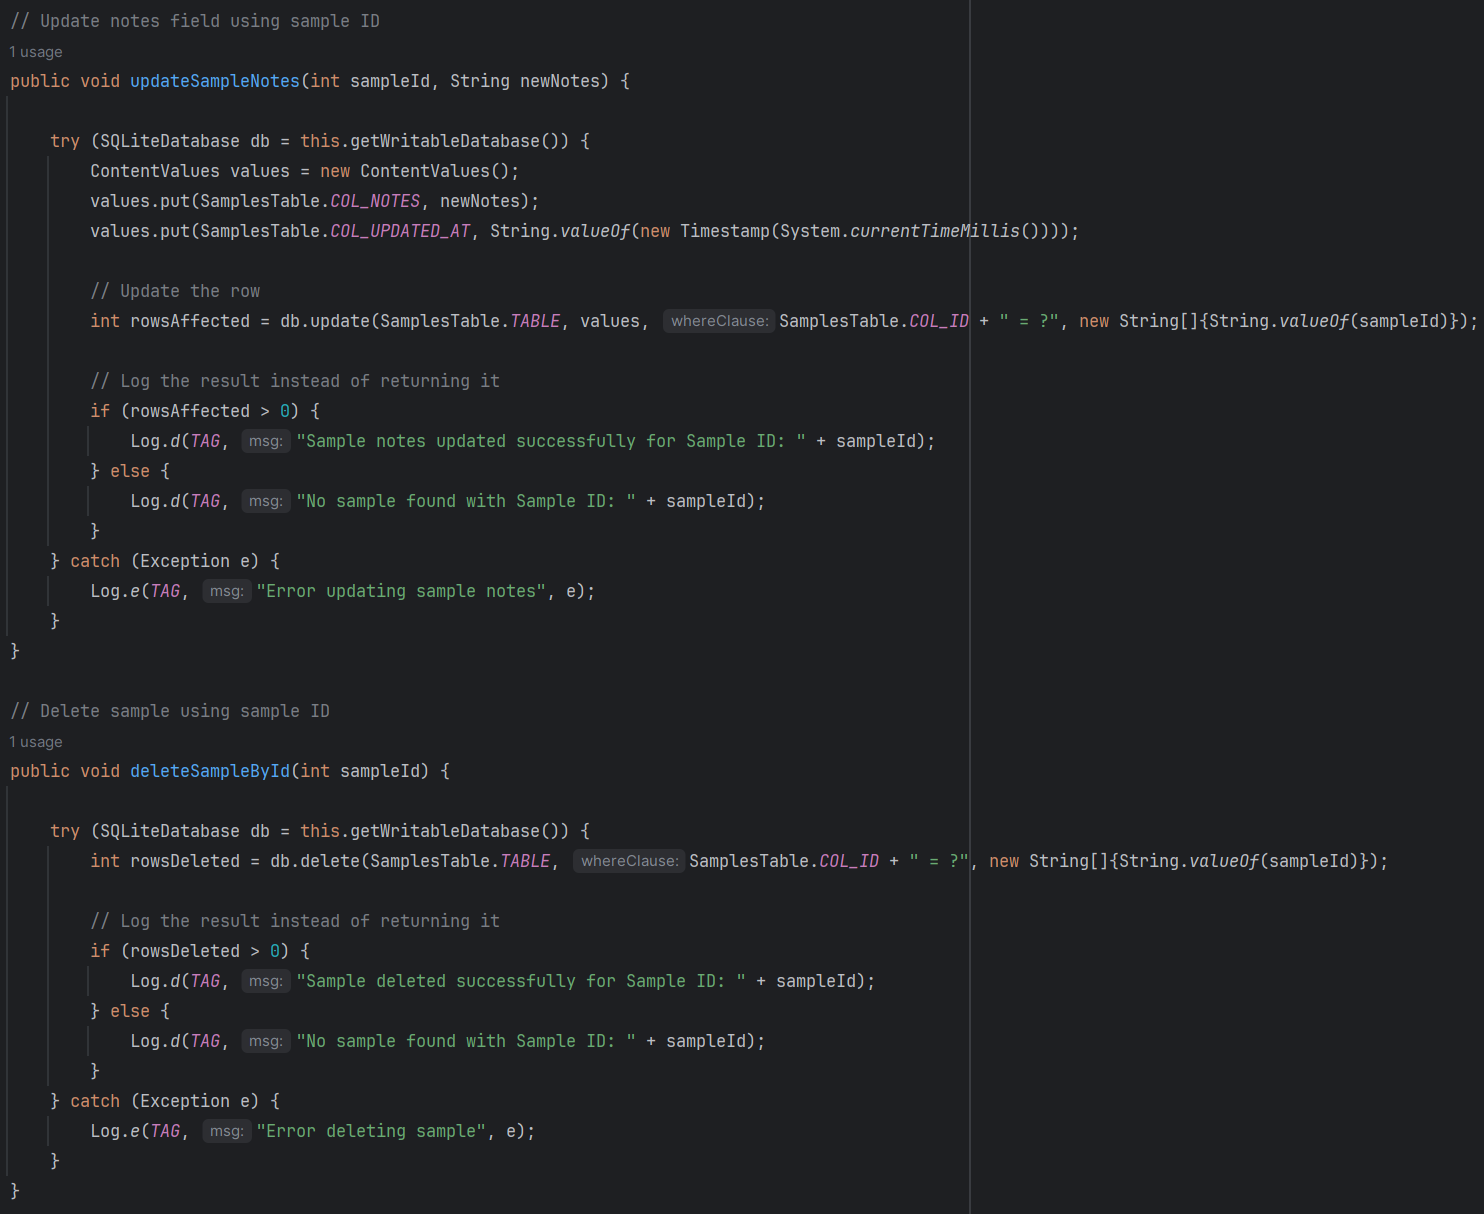 // Update notes field using sample ID
1 usage
public void updateSampleNotes(int sampleId, String newNotes) {
try (SQLiteDatabase db = this.getWritableDatabase()) {
ContentValues values = new ContentValues();
values.put(SamplesTable.COL_NOTES, newNotes);
values.put(SamplesTable.COL_UPDATED_AT, String.valueOf(new Timestamp(System.currentTimeMillis())));
// Update the row
int rowsAffected = db.update(SamplesTable.TABLE, values, whereClause: SamplesTable.COL_ID + " = ?", new String[]{String.valueOf(sampleId)});
// Log the result instead of returning it
if (rowsAffected > 0) {
Log.d(TAG, msg: "Sample notes updated successfully for Sample ID: " + sampleId);
} else {
Log.d(TAG, msg: "No sample found with Sample ID: " + sampleId);
}
} catch (Exception e) {
Log.e(TAG, msg: "Error updating sample notes", e);
}
}
// Delete sample using sample ID
1 usage
public void deleteSampleById(int sampleId) {
try (SQLiteDatabase db = this.getWritableDatabase()) {
int rowsDeleted = db.delete(SamplesTable.TABLE, whereClause: SamplesTable.COL_ID + " = ?", new String[]{String.valueOf(sampleId)});
// Log the result instead of returning it
if (rowsDeleted > 0) {
Log.d(TAG, msg: "Sample deleted successfully for Sample ID: " + sampleId);
} else {
Log.d(TAG, msg: "No sample found with Sample ID: " + sampleId);
}
} catch (Exception e) {
Log.e(TAG, msg: "Error deleting sample", e);
}
}